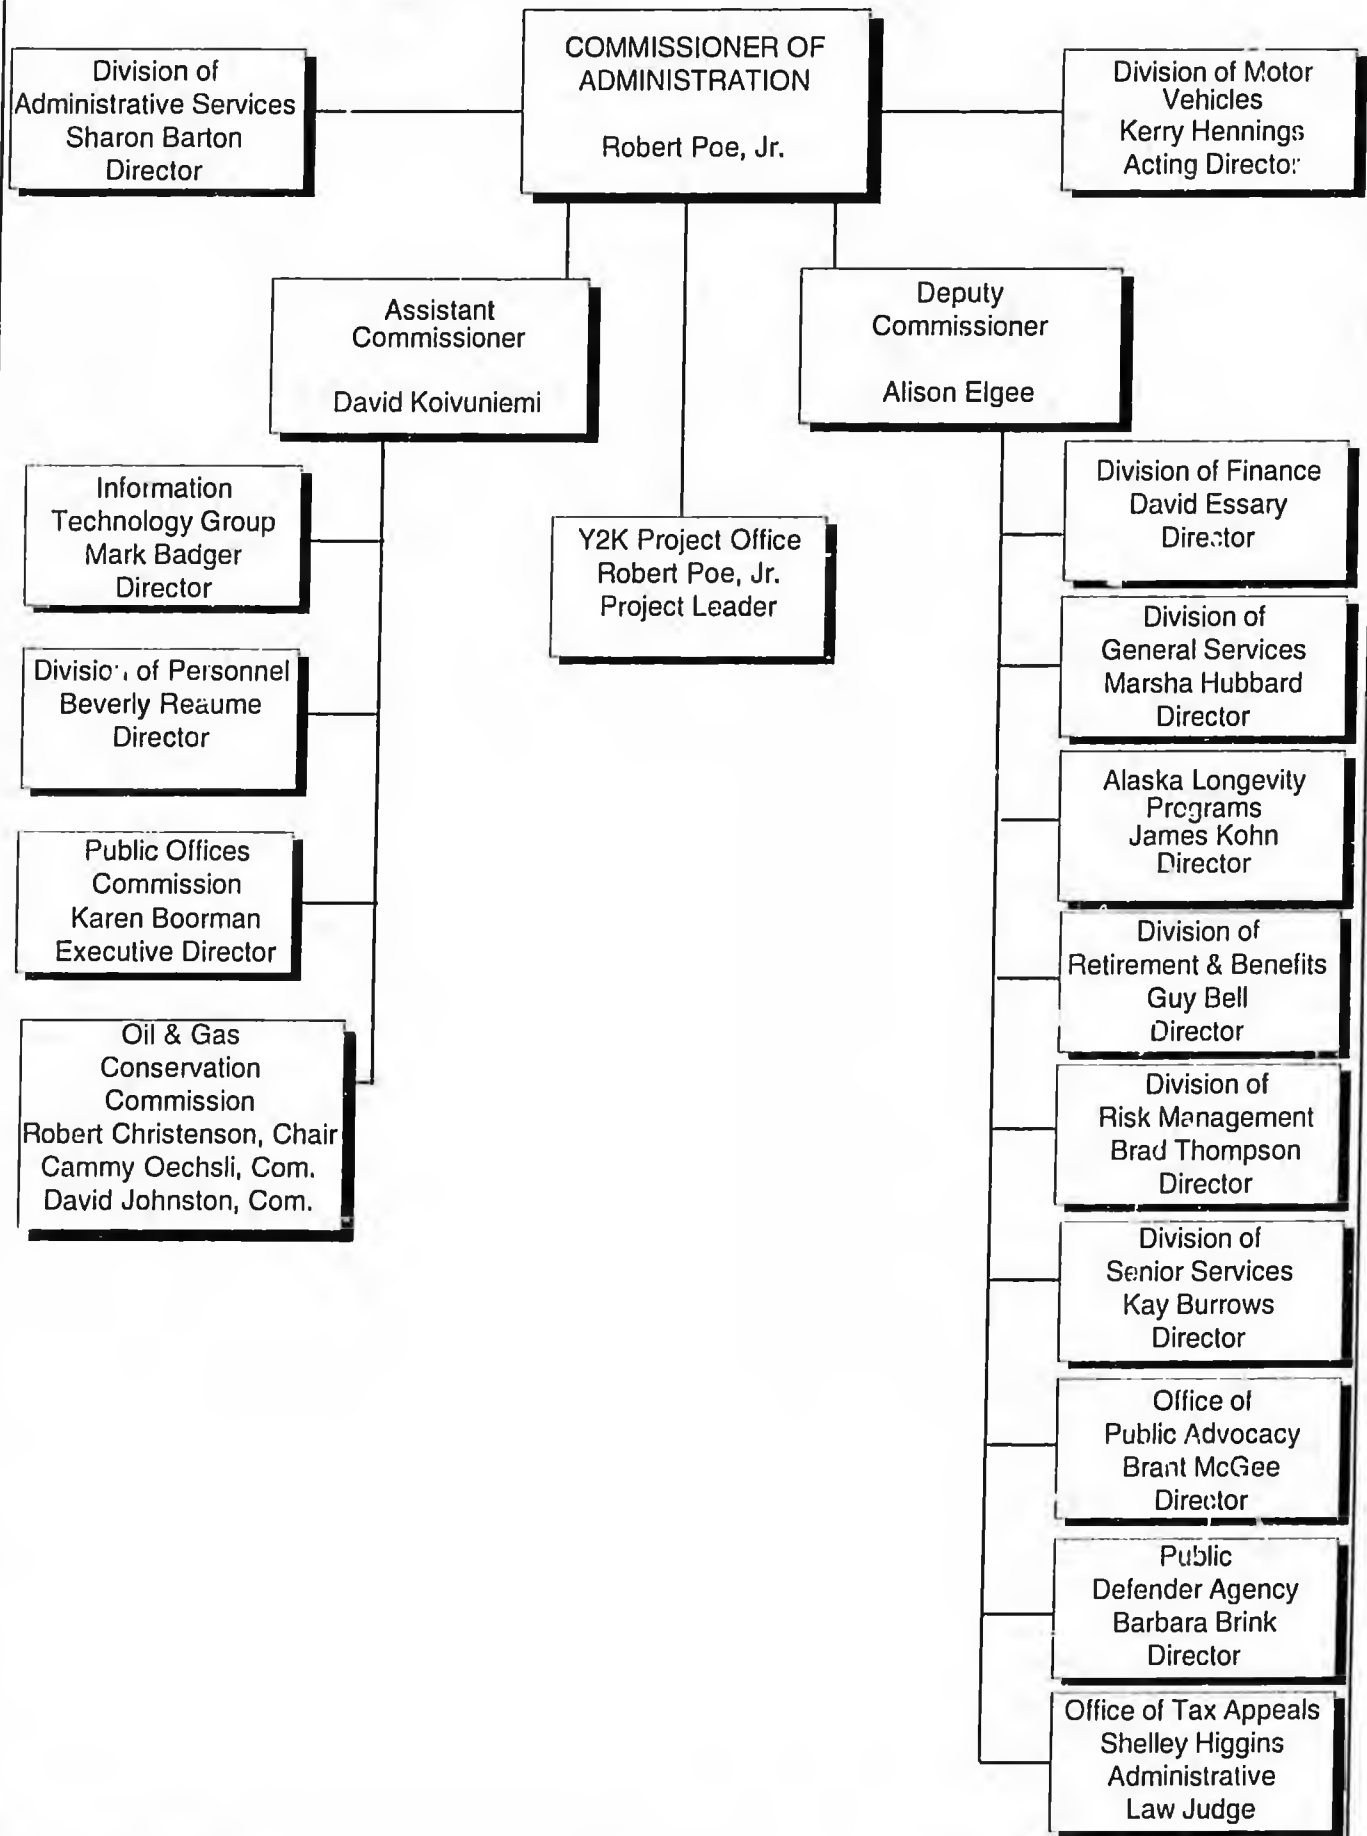 COMMISSIONER OF
ADMINISTRATION
Robert Poe, Jr.
Division of
Administrative Services
Sharon Barton
Director
Division of Motor
Vehicles
Kerry Hennings
Acting Director
Assistant
Commissioner
David Koivuniemi
Deputy
Commissioner
Alison Elgee
Information
Technology Group
Mark Badger
Director
Division of Personnel
Beverly Reaume
Director
Public Offices
Commission
Karen Boorman
Executive Director
Oil & Gas
Conservation
Commission
Robert Christenson, Chair
Cammy Oechsli, Com.
David Johnston, Com.
Y2K Project Office
Robert Poe, Jr.
Project Leader
Division of Finance
David Essary
Director
Division of
General Services
Marsha Hubbard
Director
Alaska Longevity
Programs
James Kohn
Director
Division of
Retirement & Benefits
Guy Bell
Director
Division of
Risk Management
Brad Thompson
Director
Division of
Senior Services
Kay Burrows
Director
Office of
Public Advocacy
Brant McGee
Director
Public
Defender Agency
Barbara Brink
Director
Office of Tax Appeals
Shelley Higgins
Administrative
Law Judge